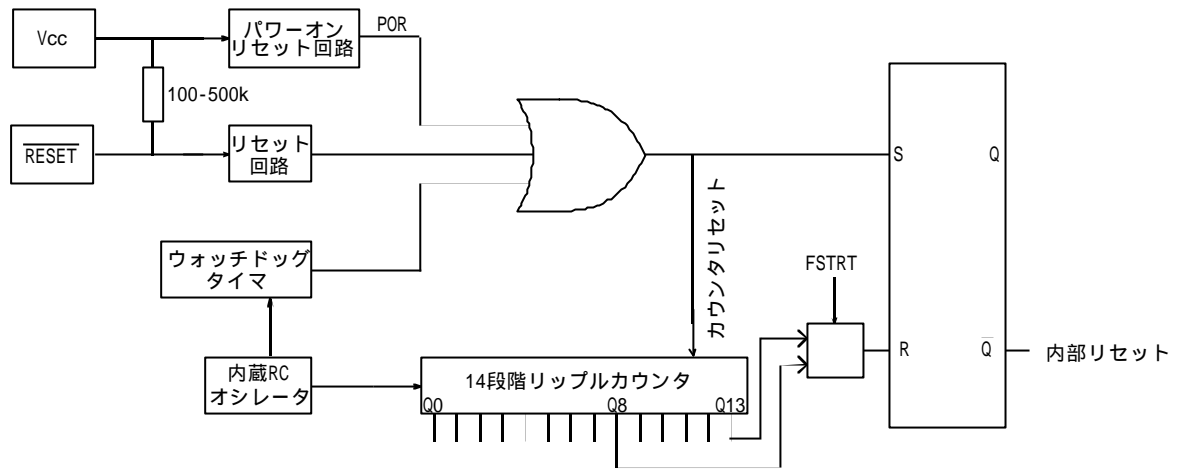 Vcc
パワーオン
リセット回路
POR
100-500k
RESET
リセット
回路
S
Q
カウンタリセット
ウォッチドッグ
タイマ
FSTRT
R
Q
内部リセット
内蔵RC
オシレータ
14段階リップルカウンタ
Q0
Q8
Q13